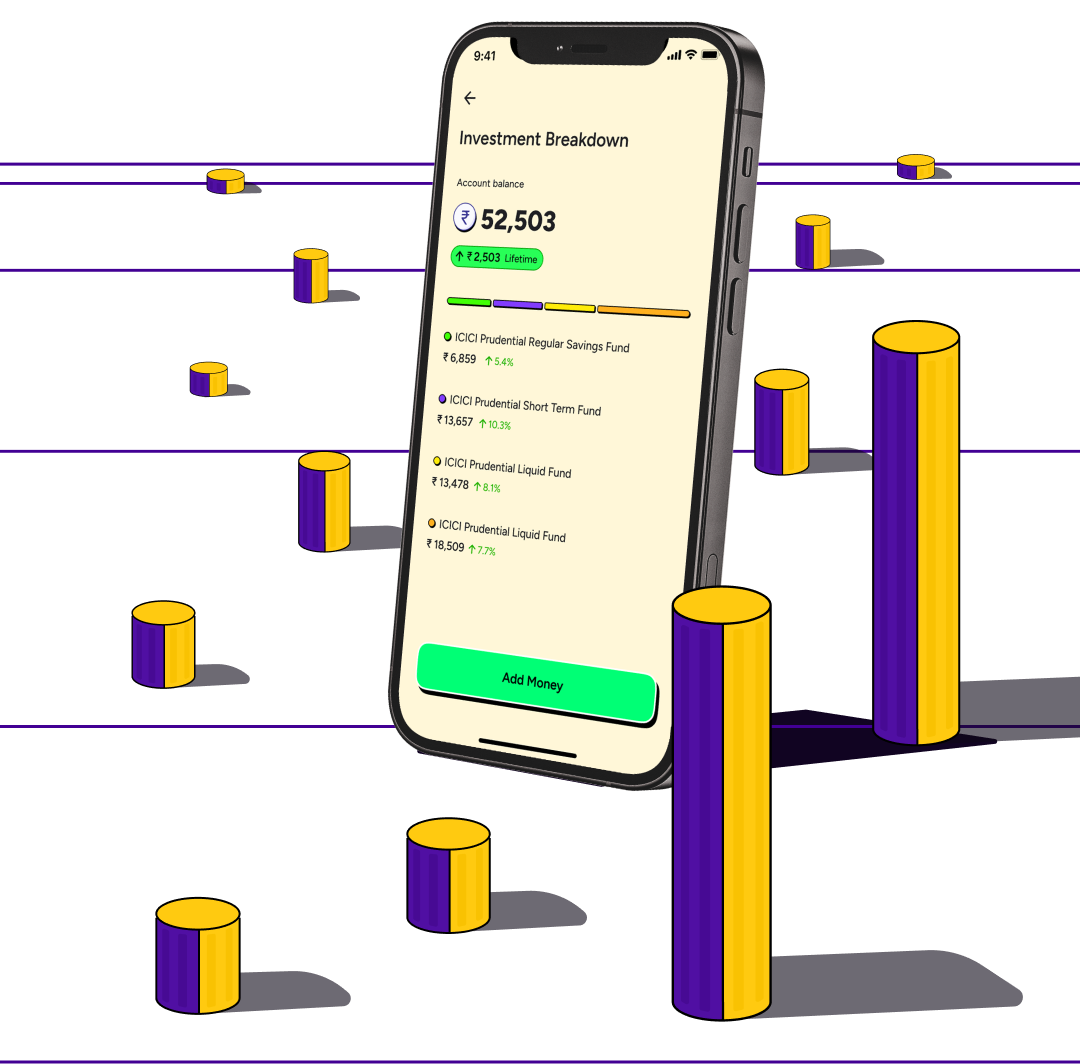 9:41
Investment Breakdown
Account balance
₹ 52,503
↑ ₹2,503 Lifetime
ICICI Prudential Regular Savings Fund
₹ 6,859 ↑ 5.4%
ICICI Prudential Short Term Fund
₹ 13,657 ↑ 10.3%
ICICI Prudential Liquid Fund
₹ 13,478 ↑ 8.1%
ICICI Prudential Liquid Fund
₹ 18,509 ↑ 7.7%
Add Money